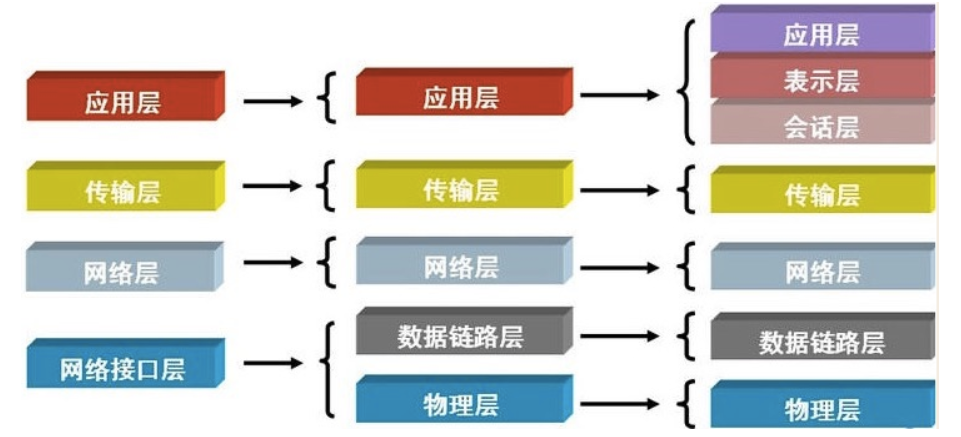 应用层
传输层
网络层
网络接口层
应用层
传输层
网络层
数据链路层
物理层
应用层
表示层
会话层
传输层
网络层
数据链路层
物理层